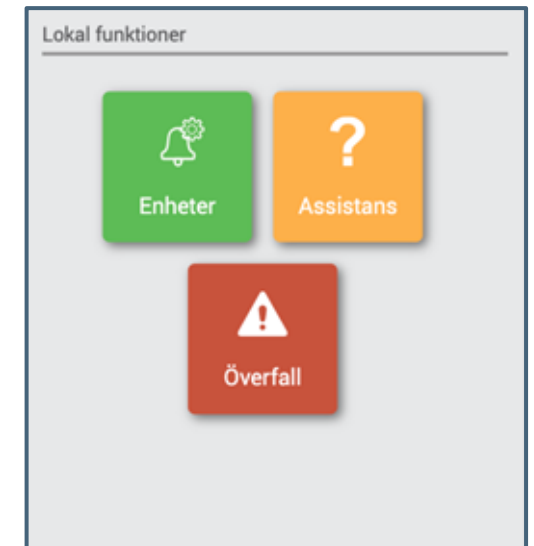 Lokal funktioner
?
Enheter
Assistans
!
Överfall